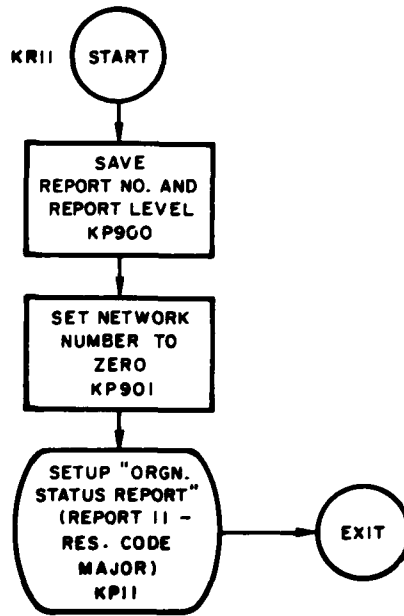 KR11
START
SAVE
REPORT NO. AND
REPORT LEVEL
KP900
SET NETWORK
NUMBER TO
ZERO
KP901
SETUP "ORGN.
STATUS REPORT"
(REPORT 11 -
RES. CODE
MAJOR)
KP11
EXIT